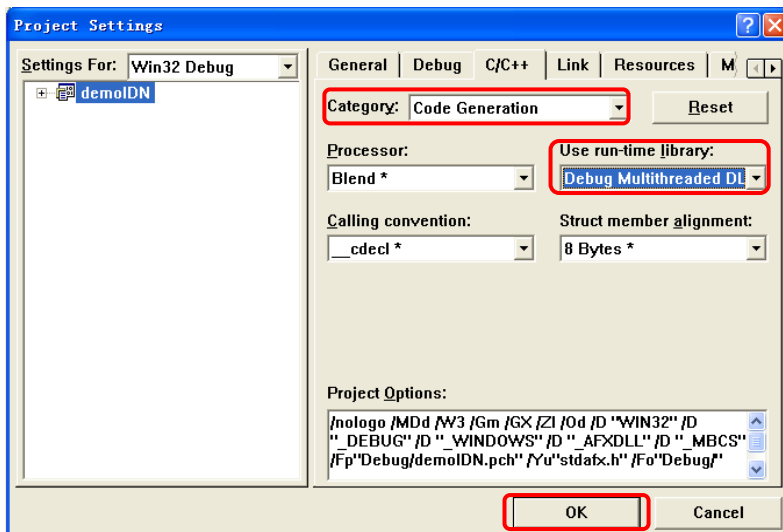 Project Settings
Settings For: Win32 Debug
demoIDN
General Debug C/C++ Link Resources M
Category: Code Generation
Reset
Processor:
Use run-time library:
Blend *
Debug Multithreaded DL
Calling convention:
Struct member alignment:
__cdecl *
8 Bytes *
Project Options:
/nologo /MDd /W3 /Gm /GX /ZI /Od /D "WIN32" /D
"_DEBUG" /D "_WINDOWS" /D "_AFXDLL" /D "_MBCS"
/Fp"Debug/demoIDN.pch" /Yu"stdafx.h" /Fo"Debug/"
OK
Cancel